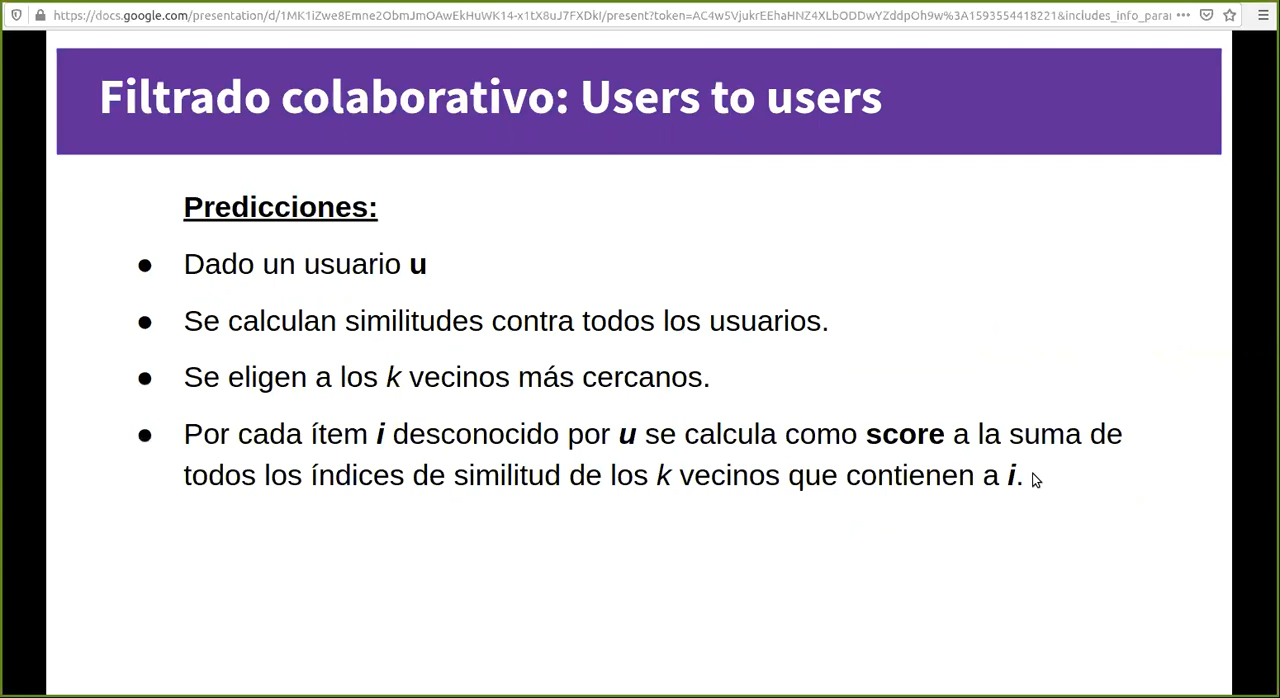 https://docs.google.com/presentation/d/1MK1iZwe8Emne2ObmJmOAwEkHuWK14-x1tX8uJ7FXDkI/present?token=AC4w5VjukrEEhaHNZ4XLbODDwYZddpOh9w%3A1593554418221&includes_info_parar
Filtrado colaborativo: Users to users
Predicciones:
● Dado un usuario u
● Se calculan similitudes contra todos los usuarios.
● Se eligen a los k vecinos más cercanos.
● Por cada ítem i desconocido por u se calcula como score a la suma de
todos los índices de similitud de los k vecinos que contienen a i.